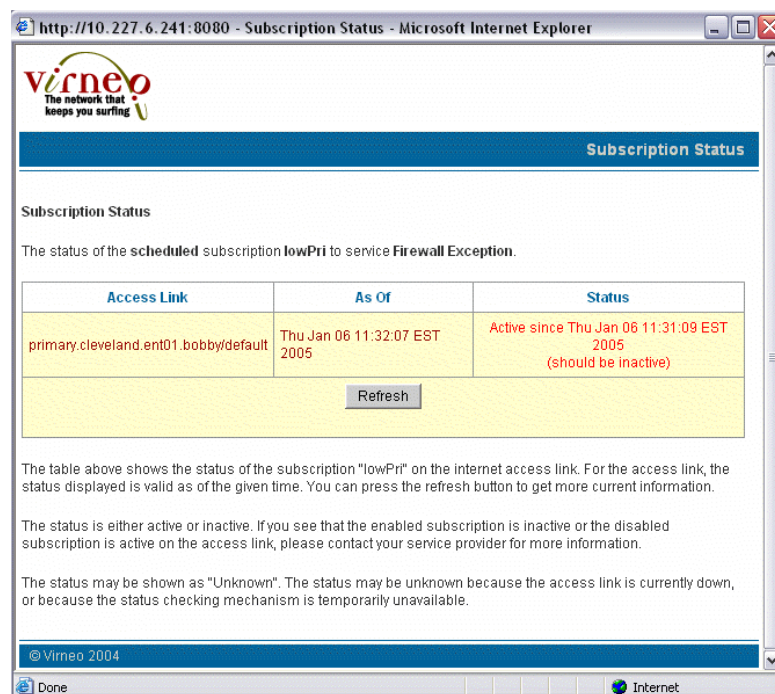 http://10.227.6.241:8080 - Subscription Status - Microsoft Internet Explorer
Virneo
The network that
keeps you surfing
Subscription Status
Subscription Status
The status of the scheduled subscription lowPri to service Firewall Exception.
Access Link As Of Status
primary.cleveland.ent01.bobby/default
Thu Jan 06 11:32:07 EST
2005
Active since Thu Jan 06 11:31:09 EST
2005
(should be inactive)
Refresh
The table above shows the status of the subscription "lowPri" on the internet access link. For the access link, the
status displayed is valid as of the given time. You can press the refresh button to get more current information.
The status is either active or inactive. If you see that the enabled subscription is inactive or the disabled
subscription is active on the access link, please contact your service provider for more information.
The status may be shown as "Unknown". The status may be unknown because the access link is currently down,
or because the status checking mechanism is temporarily unavailable.
© Virneo 2004
Done
Internet